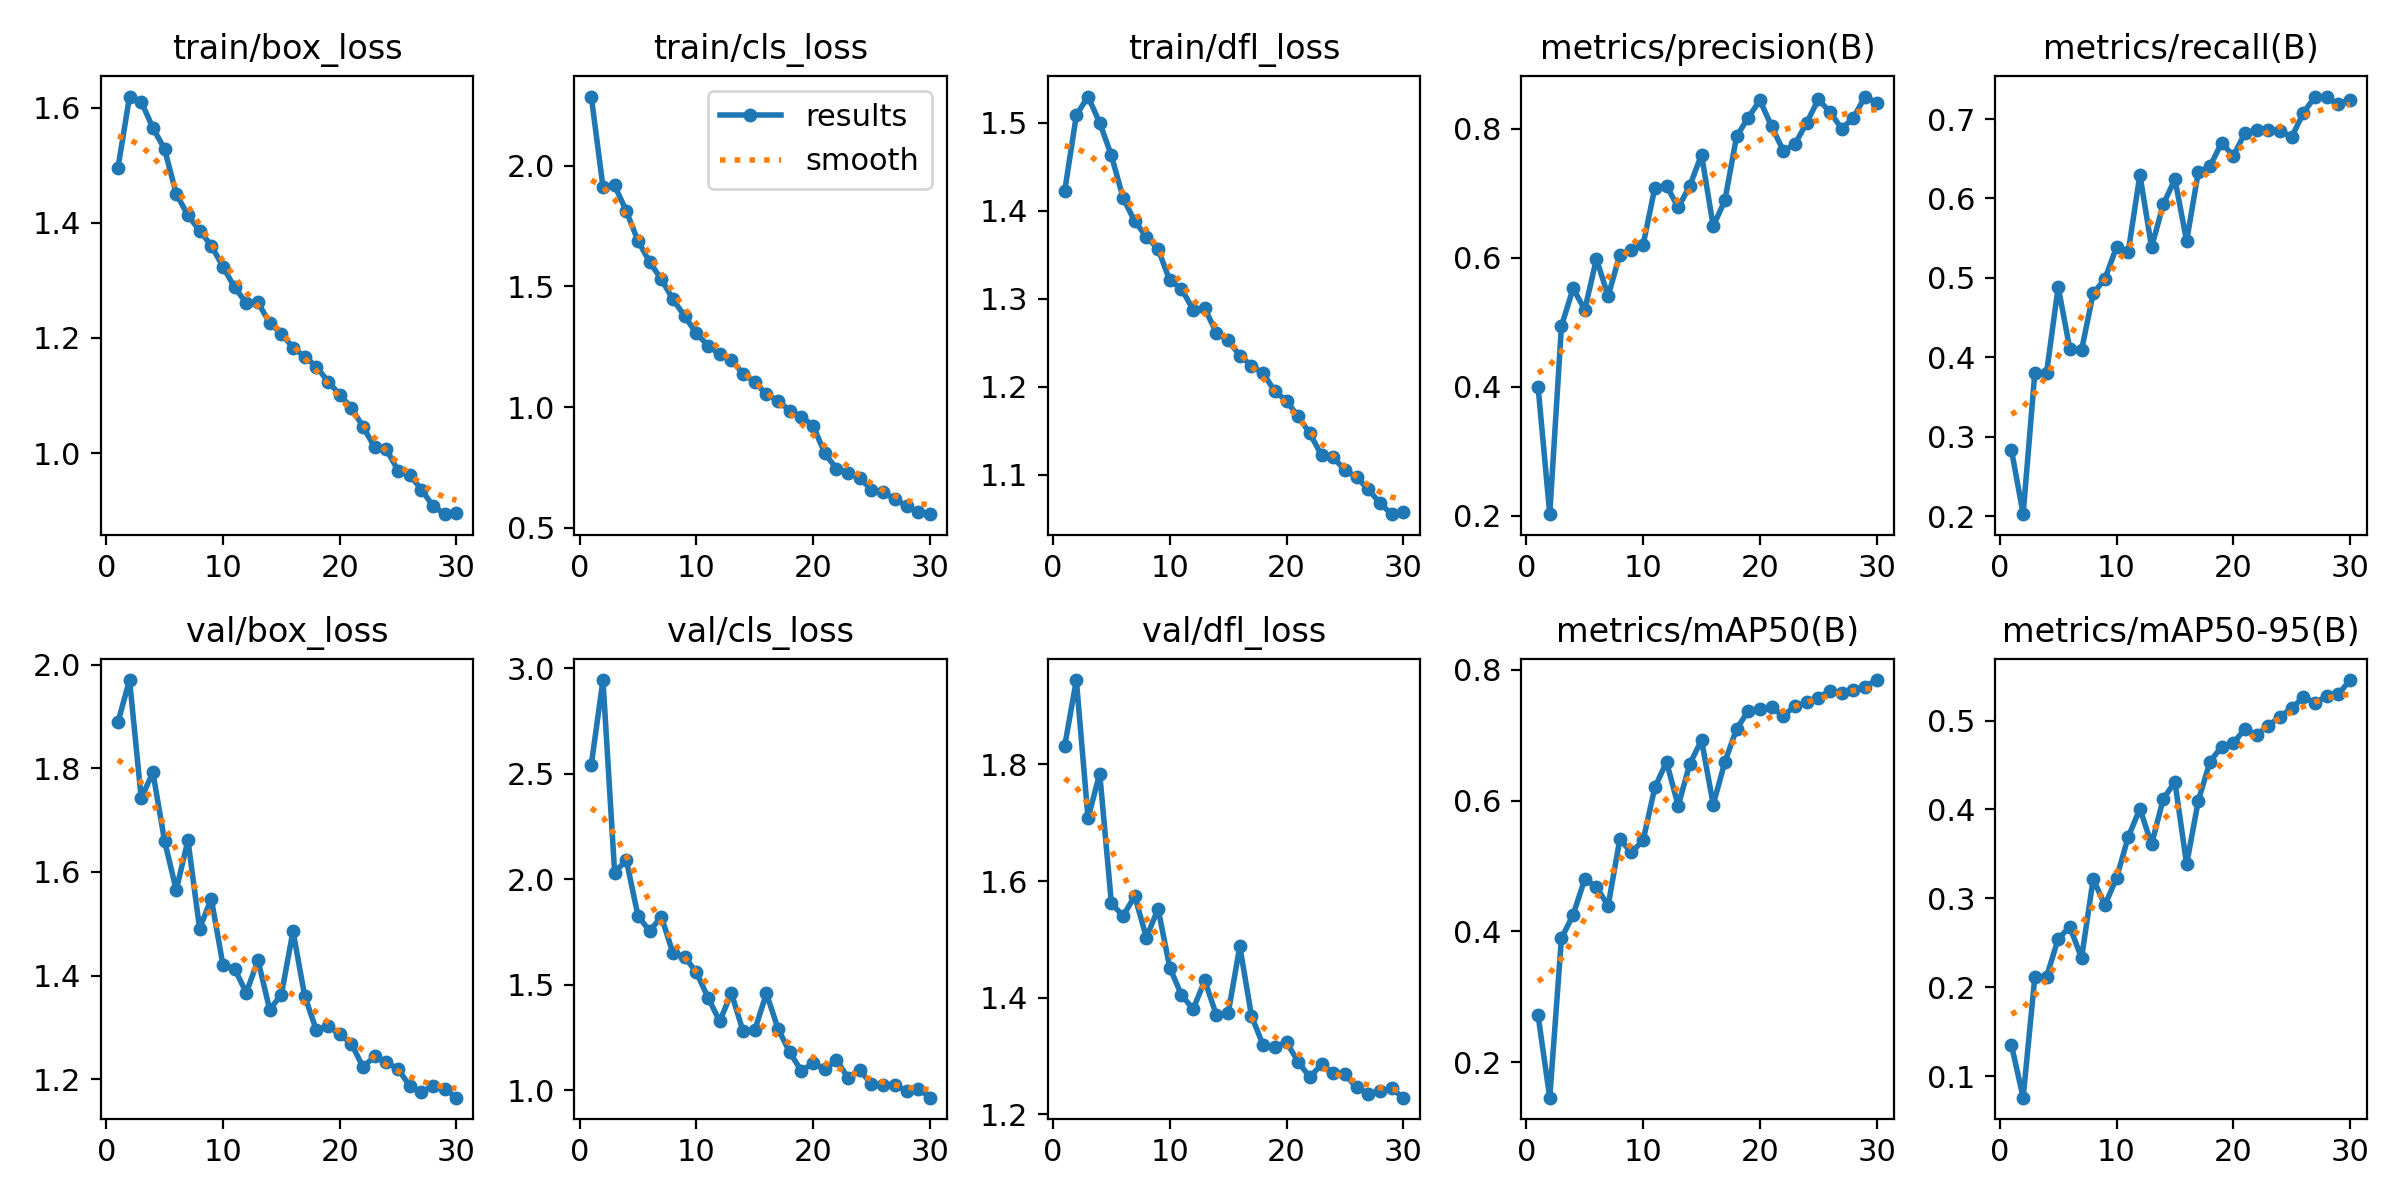 train/box_loss
1.6
1.4
1.2
1.0
0 10 20 30
train/cls_loss
results
smooth
2.0
1.5
1.0
0.5
0 10 20 30
train/dfl_loss
1.5
1.4
1.3
1.2
1.1
0 10 20 30
metrics/precision(B)
0.8
0.6
0.4
0.2
0 10 20 30
metrics/recall(B)
0.7
0.6
0.5
0.4
0.3
0.2
0 10 20 30
val/box_loss
2.0
1.8
1.6
1.4
1.2
0 10 20 30
val/cls_loss
3.0
2.5
2.0
1.5
1.0
0 10 20 30
val/dfl_loss
1.8
1.6
1.4
1.2
0 10 20 30
metrics/mAP50(B)
0.8
0.6
0.4
0.2
0 10 20 30
metrics/mAP50-95(B)
0.5
0.4
0.3
0.2
0.1
0 10 20 30